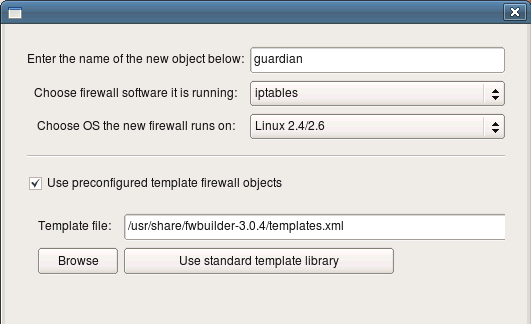 Enter the name of the new object below: guardian
Choose firewall software it is running: iptables
Choose OS the new firewall runs on: Linux 2.4/2.6
Use preconfigured template firewall objects
Template file: /usr/share/fwbuilder-3.0.4/templates.xml
Browse Use standard template library